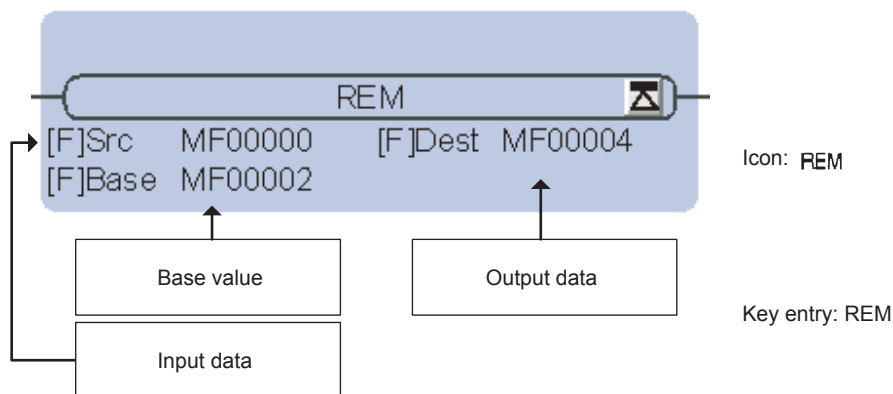 REM
[F]Src MF00000 [F]Dest MF00004
[F]Base MF00002
Icon: REM
Base value
Output data
Key entry: REM
Input data